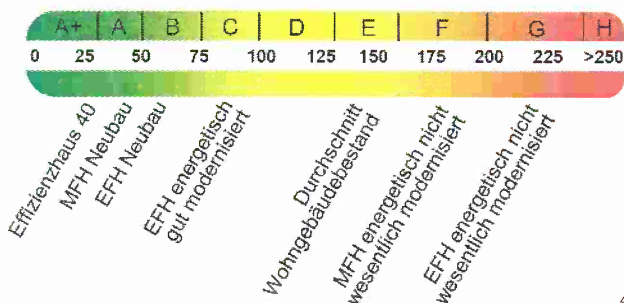 A+ A B C D E F G H
0 25 50 75 100 125 150 175 200 225 >250
Effizienzhaus 40
MFH Neubau
EFH Neubau
EFH energetisch
gut modernisiert
Durchschnitt
Wohngebäudebestand
MFH energetisch nicht
wesentlich modernisiert
EFH energetisch nicht
wesentlich modernisiert